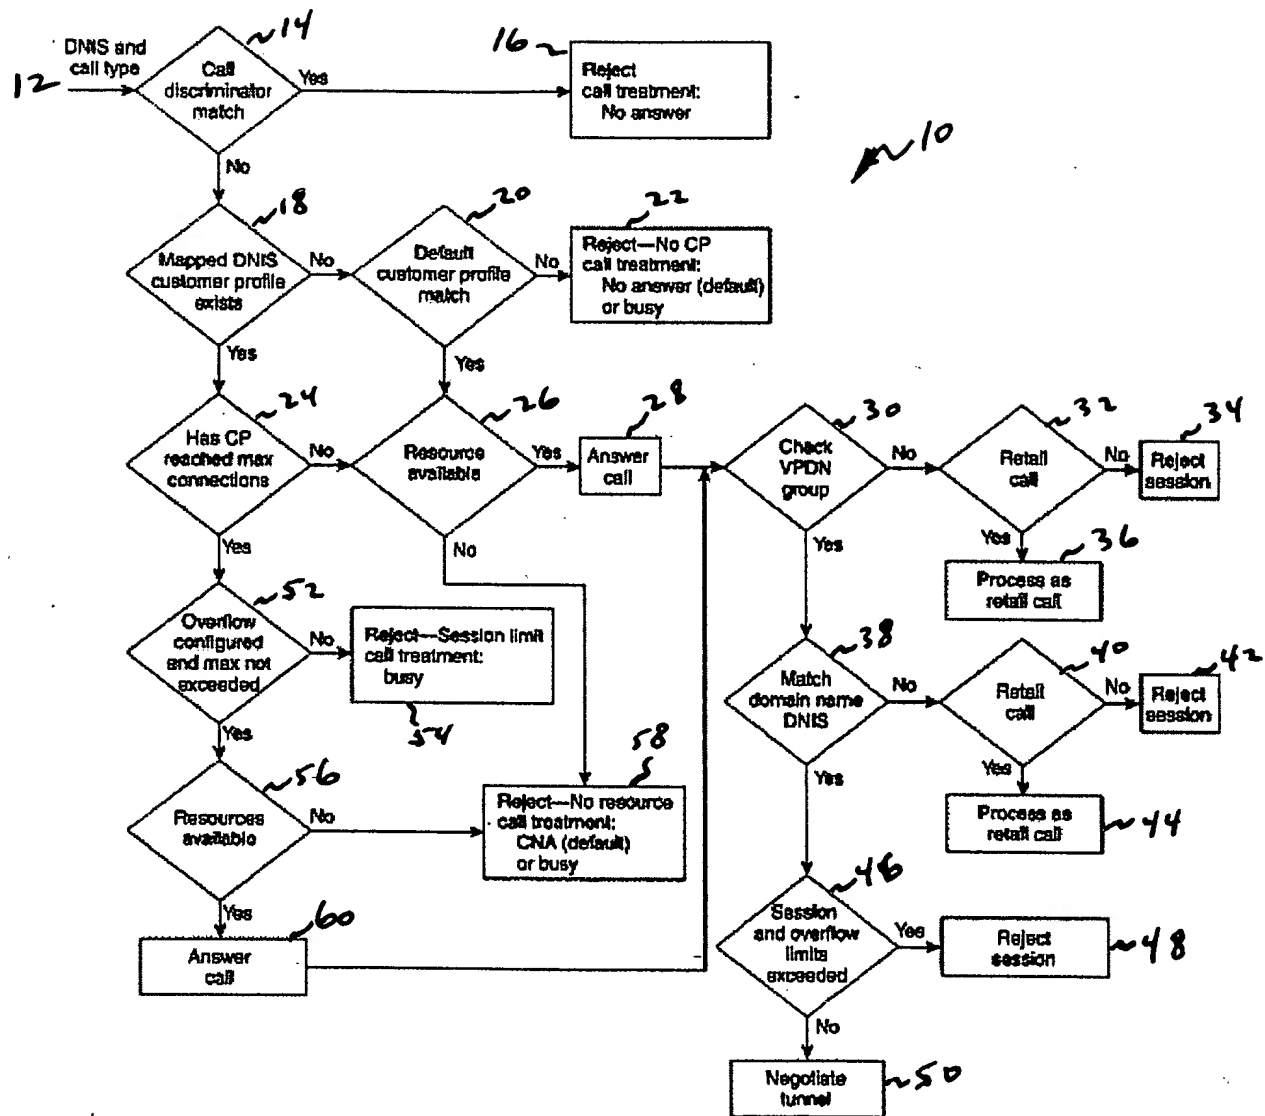 DNIS and
call type
12
14
Call
discriminator
match
Yes
16
Reject
call treatment:
No answer
10
No
18
Mapped DNIS
customer profile
exists
No
20
Default
customer profile
match
No
22
Reject—No CP
call treatment:
No answer (default)
or busy
Yes
Yes
24
Has CP
reached max
connections
No
26
Resource
available
Yes
28
Answer
call
30
Check
VPDN
group
No
32
Retail
call
No
34
Reject
session
Yes
No
Yes
Yes
36
Process as
retail call
52
Overflow
configured
and max not
exceeded
No
Reject—Session limit
call treatment:
busy
54
38
Match
domain name
DNIS
No
40
Retail
call
No
42
Reject
session
Yes
56
Resources
available
No
58
Reject—No resource
call treatment:
CNA (default)
or busy
Yes
Yes
Process as
retail call
44
Yes
60
Answer
call
46
Session
and overflow
limits
exceeded
Yes
Reject
session
48
No
Negotiate
tunnel
50